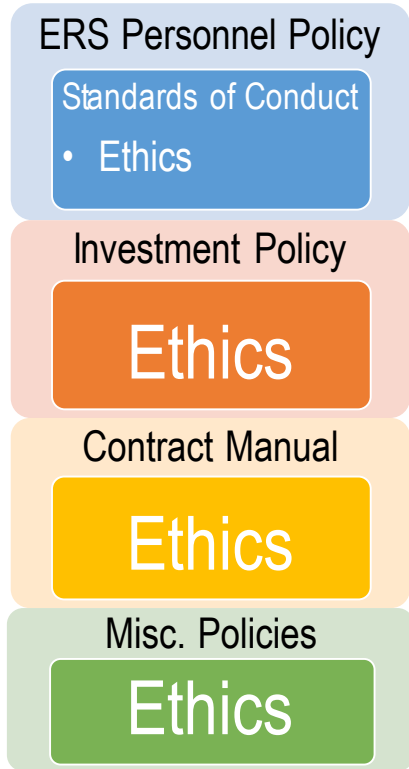 ERS Personnel Policy
Standards of Conduct
• Ethics
Investment Policy
Ethics
Contract Manual
Ethics
Misc. Policies
Ethics